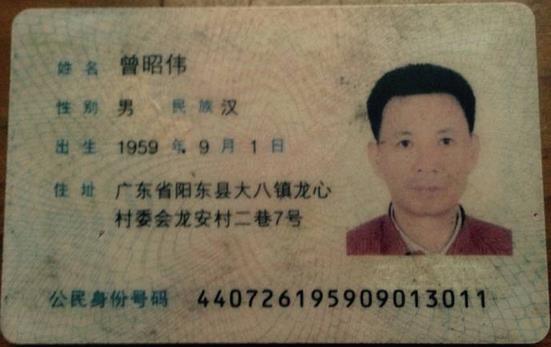 姓名 曾昭伟
性别 男 民族 汉
出生 1959 年 9 月 1 日
住址 广东省阳东县大八镇龙心
村委会龙安村二巷7号
公民身份号码 440726195909013011